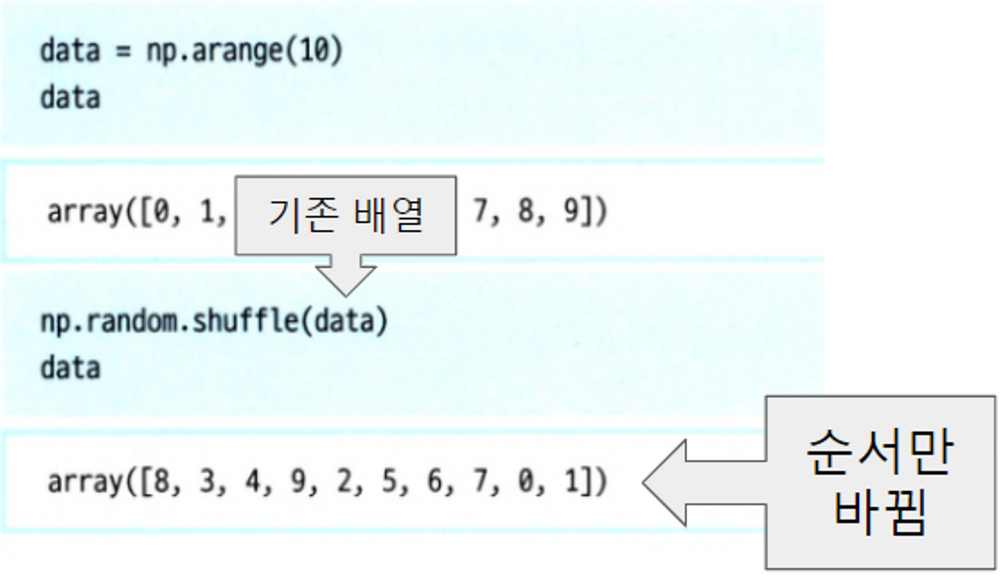 data = np.arange(10)
data
array([0, 1, 기존 배열 7, 8, 9])
np.random.shuffle(data)
data
array([8, 3, 4, 9, 2, 5, 6, 7, 0, 1])
순서만
바뀜